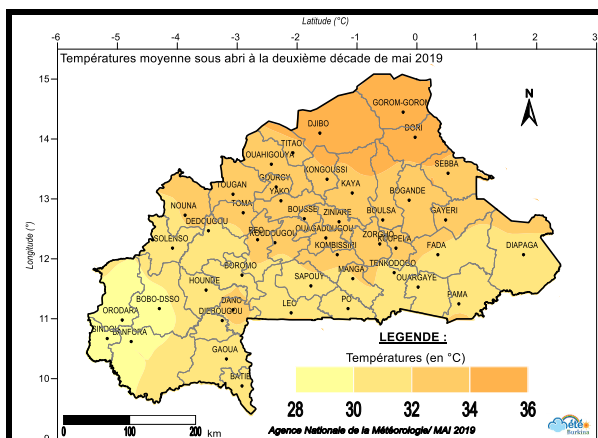 Latitude (°C)
-6 -5 -4 -3 -2 -1 0 1 2 3
Températures moyenne sous abri à la deuxième décade de mai 2019
15
14
13
12
11
10
9
Longitude (°)
N
GOROM-GOROM
DJIBO
DORI
TITAO
OUAHIGOUYA
SEBBA
KONGOUSSI
GOURCY
TOUGAN
KAYA
YAKO
BOGANDE
NOUNA
TOMA
BOUSSE
BOULSA
GAYERI
DEDOUGOU
ZINIARE
REO
OUAGADOUGOU
ZORGHO
SOLENSO
KOUDOUGOU
KOUPELA
KOMBISSIRI
FADA
DIAPAGA
BOROMO
TENKODOGO
SAPOUY
MANGA
HOUNDE
OUARGAYE
BOBO-DSSO
DANO
LEO
PO
PAMA
ORODARA
DIEBOUGOU
SINDOU
BANFORA
GAOUA
BATIE
LEGENDE :
Températures (en °C)
28 30 32 34 36
0 100 200 km
Agence Nationale de la Météorologie/ MAI 2019
météo
Burkina